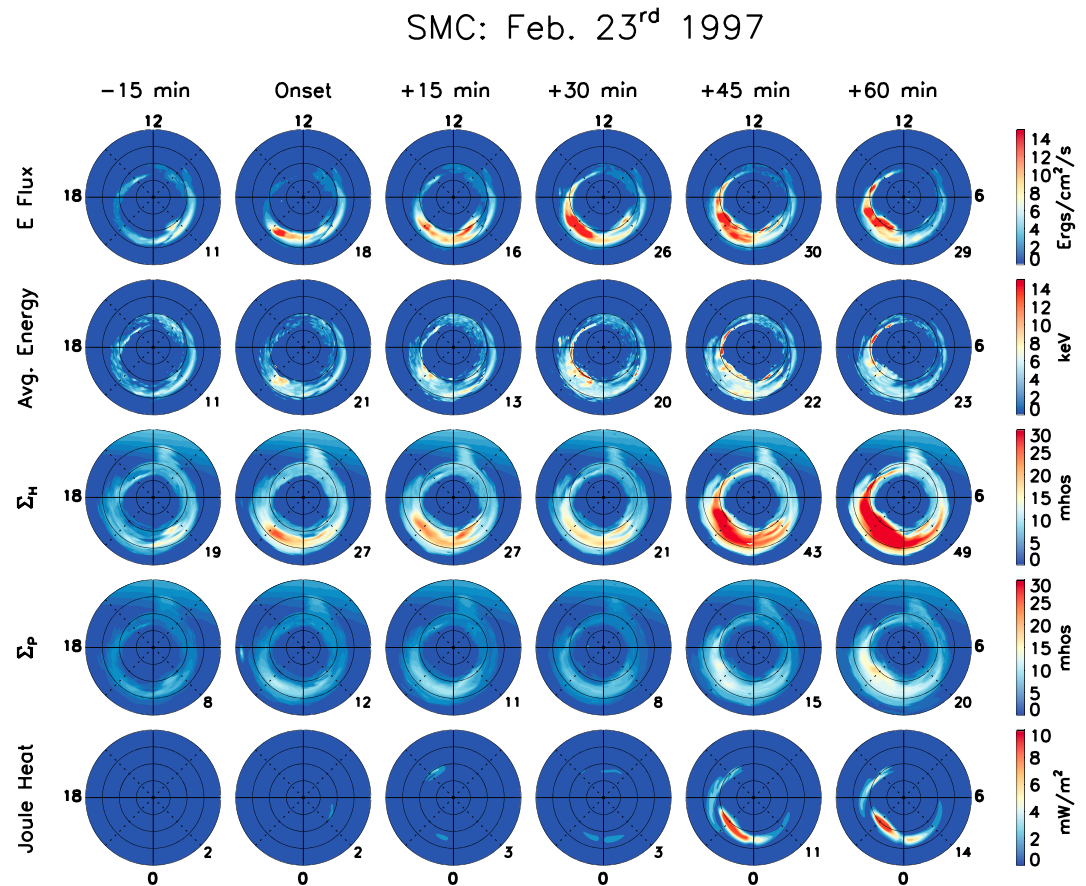 SMC: Feb. 23rd 1997
-15 min Onset +15 min +30 min +45 min +60 min
12 12 12 12 12 12
E Flux 18 6
11 18 16 26 30 29
14 12 10 8 6 4 2 0 Ergs/cm²/s
Avg. Energy 18 6
11 21 13 20 22 23
14 12 10 8 6 4 2 0 keV
ΣH 18 6
19 27 27 21 43 49
30 25 20 15 10 5 0 mhos
ΣP 18 6
8 12 11 8 15 20
30 25 20 15 10 5 0 mhos
Joule Heat 18 6
2 2 3 3 11 14
10 8 6 4 2 0 mW/m²
0 0 0 0 0 0